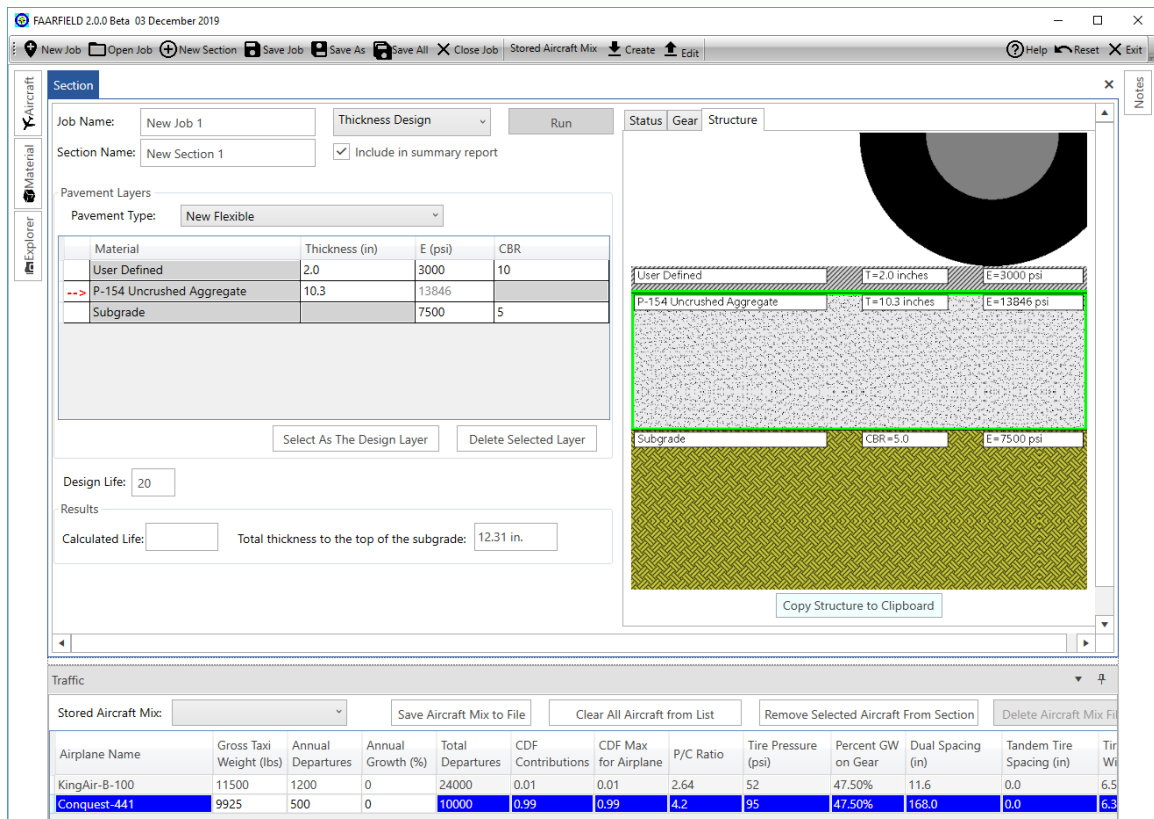 FAARFIELD 2.0.0 Beta 03 December 2019
New Job Open Job New Section Save Job Save As Save All Close Job Stored Aircraft Mix Create Edit Help Reset Exit
Aircraft
Material
Explorer
Notes
Section
Job Name: New Job 1 Thickness Design Run
Section Name: New Section 1 Include in summary report
Pavement Layers
Pavement Type: New Flexible
Material Thickness (in) E (psi) CBR
User Defined 2.0 3000 10
--> P-154 Uncrushed Aggregate 10.3 13846
Subgrade 7500 5
Select As The Design Layer Delete Selected Layer
Design Life: 20
Results
Calculated Life: Total thickness to the top of the subgrade: 12.31 in.
Status Gear Structure
User Defined T=2.0 inches E=3000 psi
P-154 Uncrushed Aggregate T=10.3 inches E=13846 psi
Subgrade CBR=5.0 E=7500 psi
Copy Structure to Clipboard
Traffic
Stored Aircraft Mix: Save Aircraft Mix to File Clear All Aircraft from List Remove Selected Aircraft From Section Delete Aircraft Mix Fil
Airplane Name Gross Taxi Weight (lbs) Annual Departures Annual Growth (%) Total Departures CDF Contributions CDF Max for Airplane P/C Ratio Tire Pressure (psi) Percent GW on Gear Dual Spacing (in) Tandem Tire Spacing (in) Tir Wi
KingAir-B-100 11500 1200 0 24000 0.01 0.01 2.64 52 47.50% 11.6 0.0 6.5
Conquest-441 9925 500 0 10000 0.99 0.99 4.2 95 47.50% 168.0 0.0 6.3